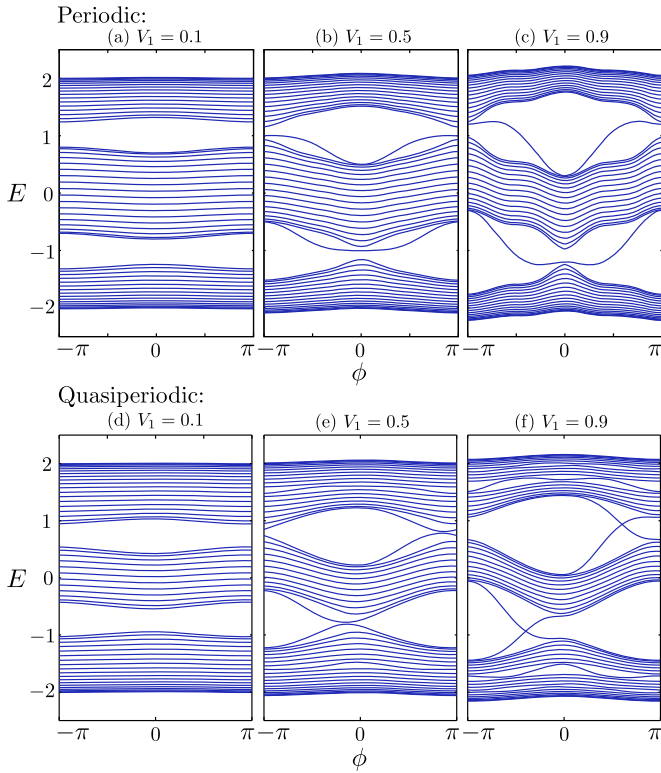 Periodic:
(a) V₁ = 0.1 (b) V₁ = 0.5 (c) V₁ = 0.9
2
1
E 0
−1
−2
−π 0 π −π 0 π −π 0 π
ϕ
Quasiperiodic:
(d) V₁ = 0.1 (e) V₁ = 0.5 (f) V₁ = 0.9
2
1
E 0
−1
−2
−π 0 π −π 0 π −π 0 π
ϕ